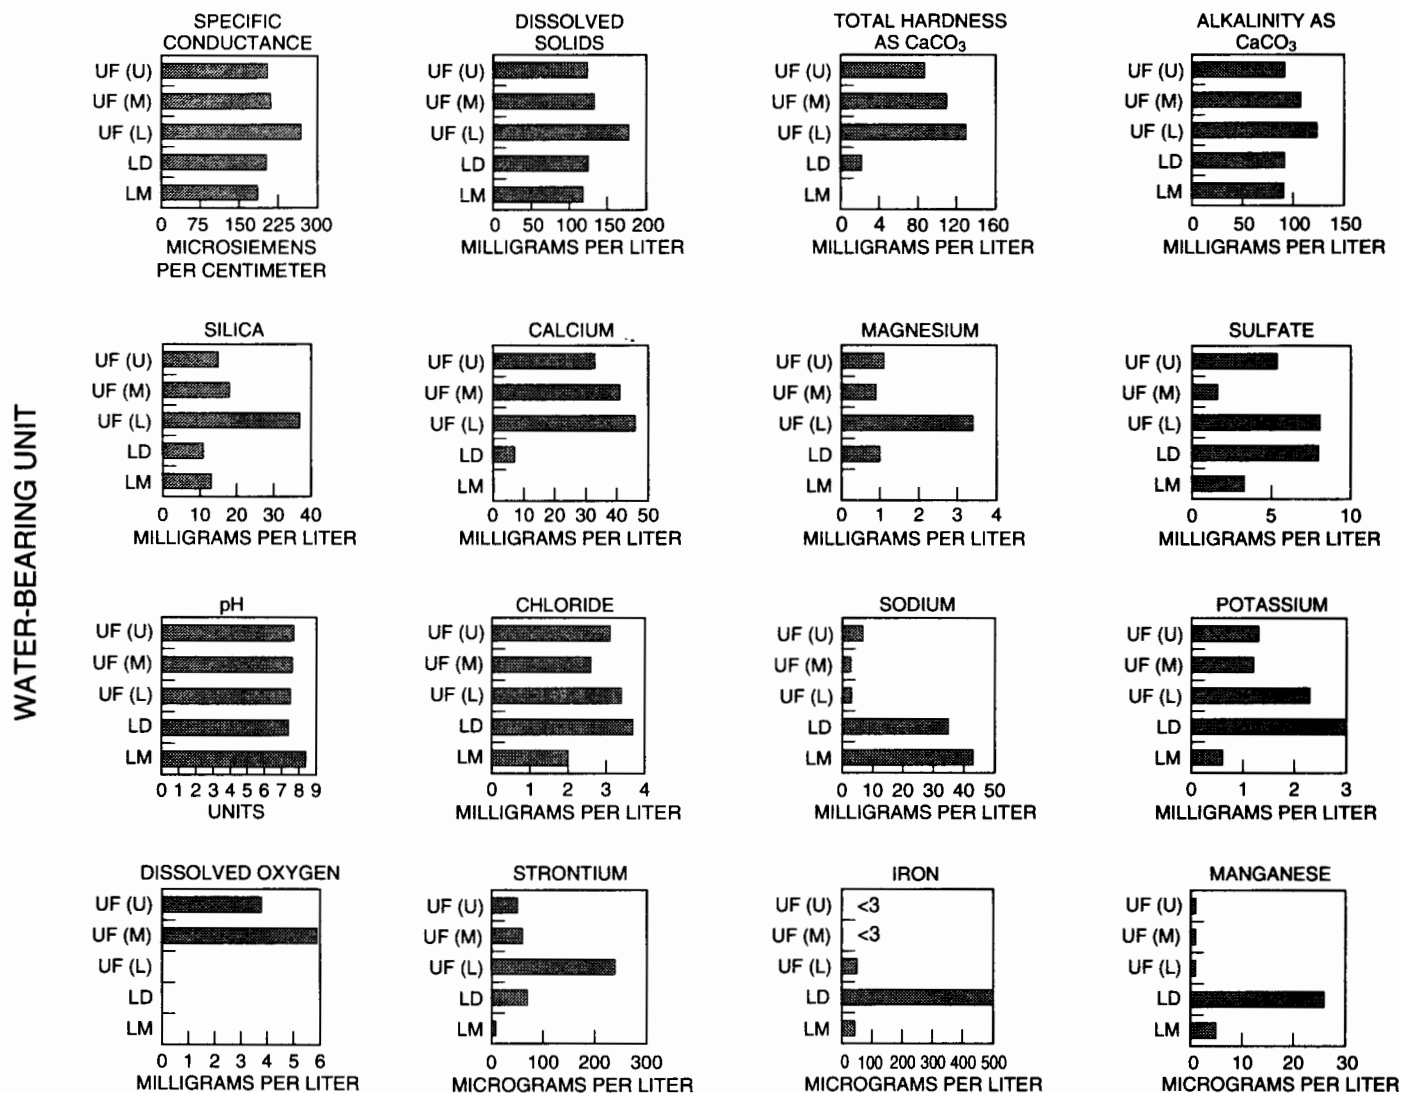 WATER-BEARING UNIT
SPECIFIC
CONDUCTANCE
UF (U)
UF (M)
UF (L)
LD
LM
0 75 150 225 300
MICROSIEMENS
PER CENTIMETER
DISSOLVED
SOLIDS
UF (U)
UF (M)
UF (L)
LD
LM
0 50 100 150 200
MILLIGRAMS PER LITER
TOTAL HARDNESS
AS CaCO₃
UF (U)
UF (M)
UF (L)
LD
LM
0 4 80 120 160
MILLIGRAMS PER LITER
ALKALINITY AS
CaCO₃
UF (U)
UF (M)
UF (L)
LD
LM
0 50 100 150
MILLIGRAMS PER LITER
SILICA
UF (U)
UF (M)
UF (L)
LD
LM
0 10 20 30 40
MILLIGRAMS PER LITER
CALCIUM
UF (U)
UF (M)
UF (L)
LD
LM
0 10 20 30 40 50
MILLIGRAMS PER LITER
MAGNESIUM
UF (U)
UF (M)
UF (L)
LD
LM
0 1 2 3 4
MILLIGRAMS PER LITER
SULFATE
UF (U)
UF (M)
UF (L)
LD
LM
0 5 10
MILLIGRAMS PER LITER
pH
UF (U)
UF (M)
UF (L)
LD
LM
0 1 2 3 4 5 6 7 8 9
UNITS
CHLORIDE
UF (U)
UF (M)
UF (L)
LD
LM
0 1 2 3 4
MILLIGRAMS PER LITER
SODIUM
UF (U)
UF (M)
UF (L)
LD
LM
0 10 20 30 40 50
MILLIGRAMS PER LITER
POTASSIUM
UF (U)
UF (M)
UF (L)
LD
LM
0 1 2 3
MILLIGRAMS PER LITER
DISSOLVED OXYGEN
UF (U)
UF (M)
UF (L)
LD
LM
0 1 2 3 4 5 6
MILLIGRAMS PER LITER
STRONTIUM
UF (U)
UF (M)
UF (L)
LD
LM
0 100 200 300
MICROGRAMS PER LITER
IRON
UF (U) <3
UF (M) <3
UF (L)
LD
LM
0 100 200 300 400 500
MICROGRAMS PER LITER
MANGANESE
UF (U)
UF (M)
UF (L)
LD
LM
0 10 20 30
MICROGRAMS PER LITER